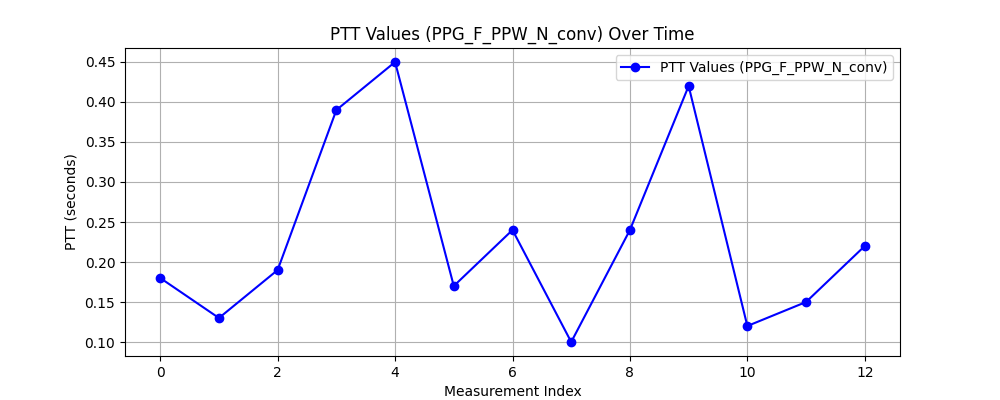 PTT Values (PPG_F_PPW_N_conv) Over Time
PTT Values (PPG_F_PPW_N_conv)
PTT (seconds)
0.45
0.40
0.35
0.30
0.25
0.20
0.15
0.10
0 2 4 6 8 10 12
Measurement Index